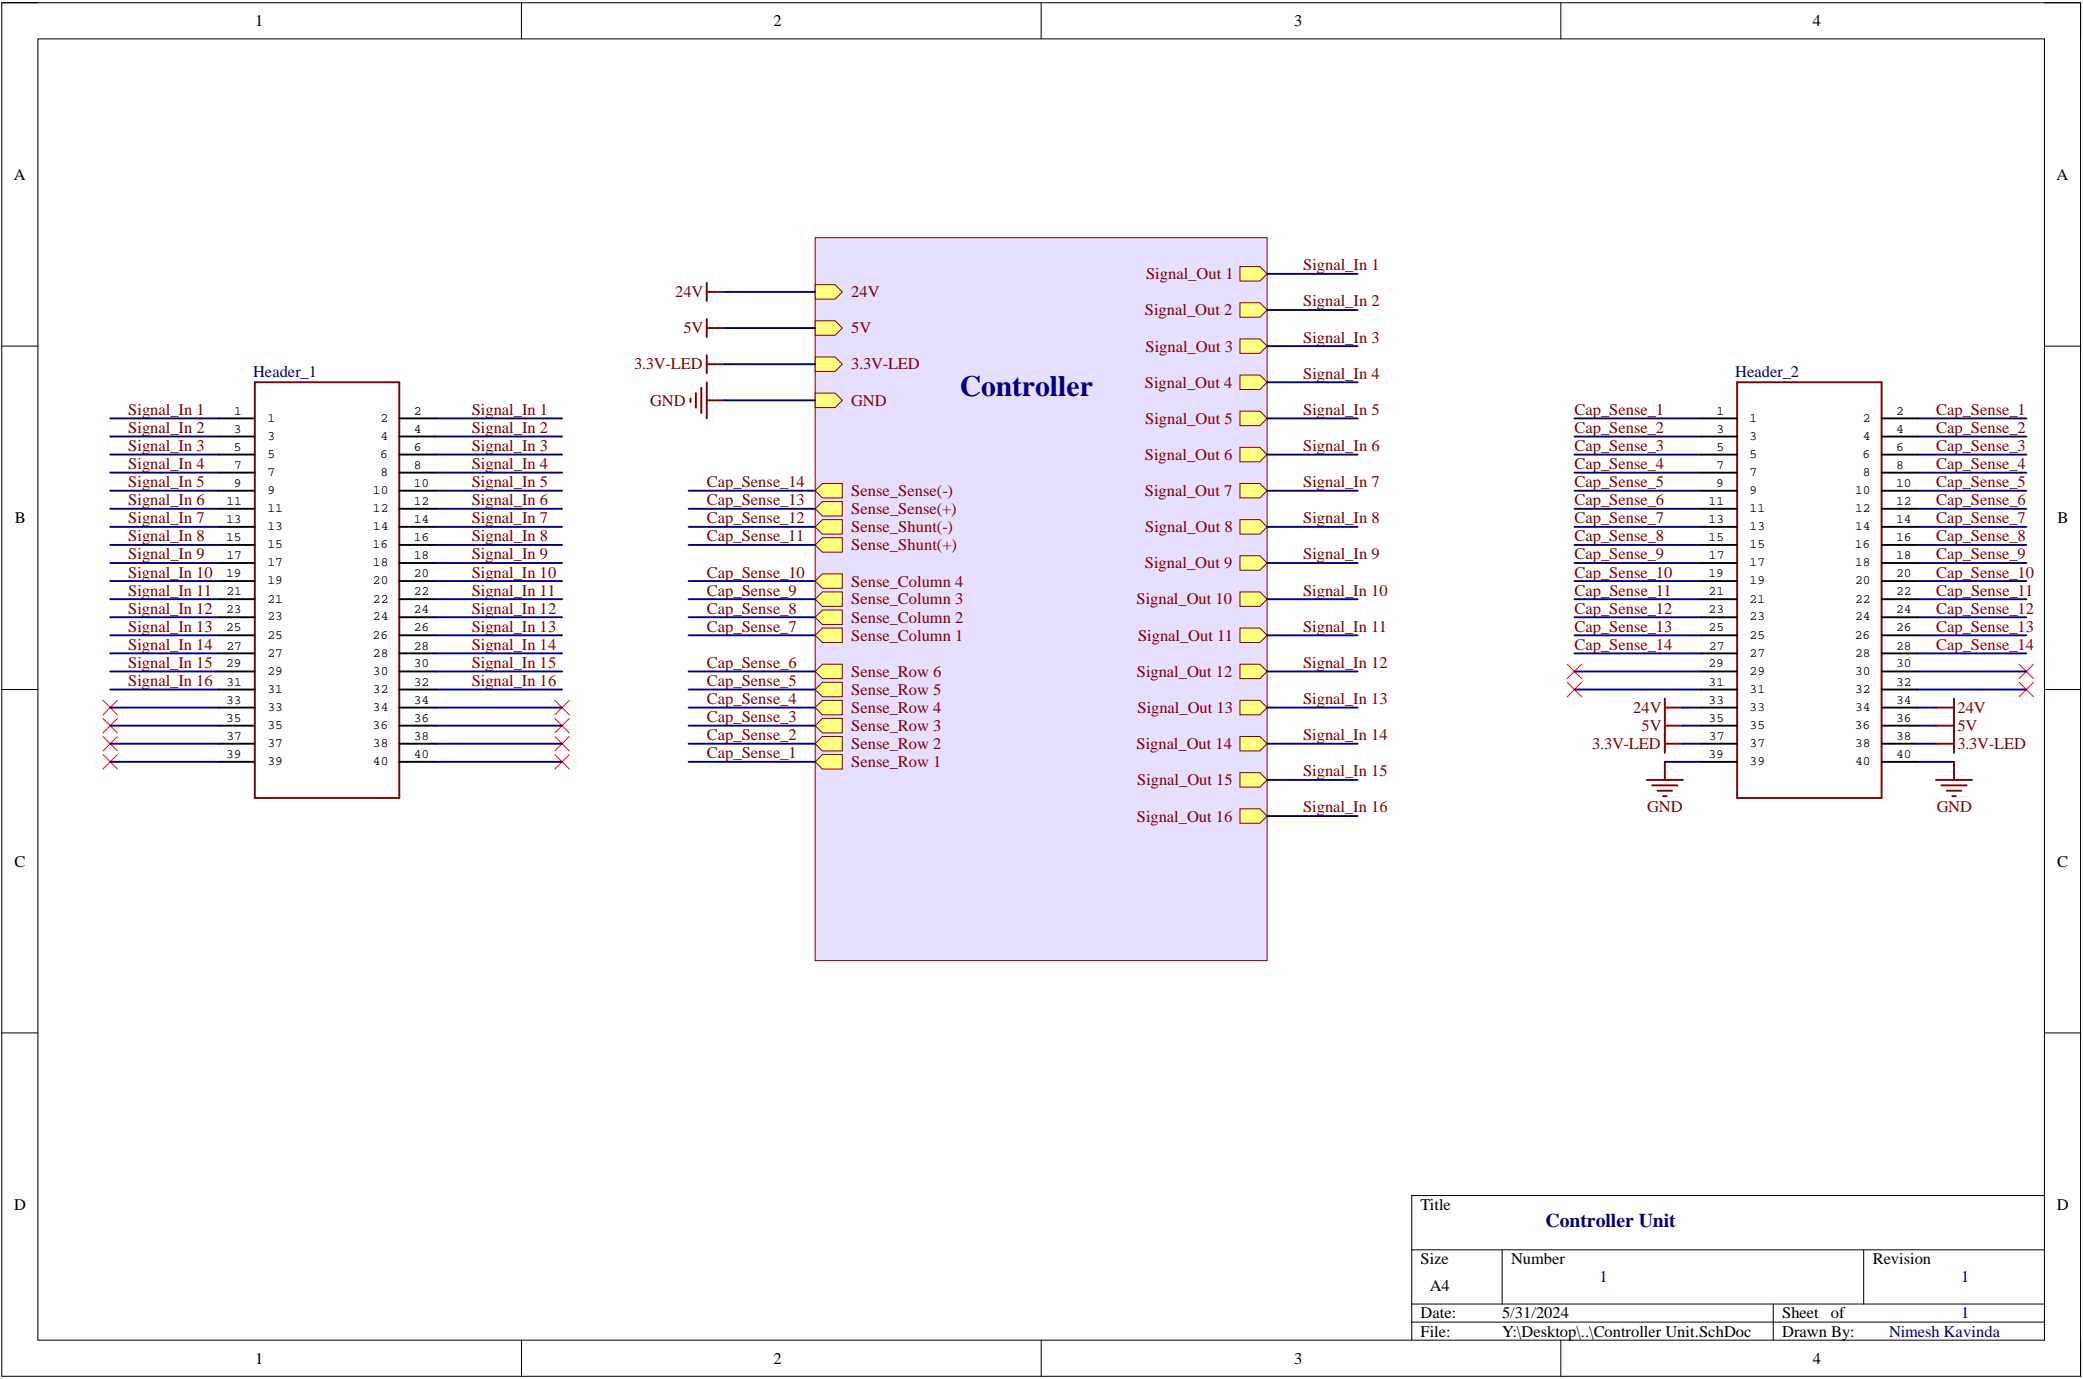 1 2 3 4
A A
B B
C C
D D
Header_1
Signal_In 1 1 1 2 2 Signal_In 1
Signal_In 2 3 3 4 4 Signal_In 2
Signal_In 3 5 5 6 6 Signal_In 3
Signal_In 4 7 7 8 8 Signal_In 4
Signal_In 5 9 9 10 10 Signal_In 5
Signal_In 6 11 11 12 12 Signal_In 6
Signal_In 7 13 13 14 14 Signal_In 7
Signal_In 8 15 15 16 16 Signal_In 8
Signal_In 9 17 17 18 18 Signal_In 9
Signal_In 10 19 19 20 20 Signal_In 10
Signal_In 11 21 21 22 22 Signal_In 11
Signal_In 12 23 23 24 24 Signal_In 12
Signal_In 13 25 25 26 26 Signal_In 13
Signal_In 14 27 27 28 28 Signal_In 14
Signal_In 15 29 29 30 30 Signal_In 15
Signal_In 16 31 31 32 32 Signal_In 16
33 33 34 34
35 35 36 36
37 37 38 38
39 39 40 40
Controller
24V 24V
5V 5V
3.3V-LED 3.3V-LED
GND GND
Cap_Sense_14 Sense_Sense(-)
Cap_Sense_13 Sense_Sense(+)
Cap_Sense_12 Sense_Shunt(-)
Cap_Sense_11 Sense_Shunt(+)
Cap_Sense_10 Sense_Column 4
Cap_Sense_9 Sense_Column 3
Cap_Sense_8 Sense_Column 2
Cap_Sense_7 Sense_Column 1
Cap_Sense_6 Sense_Row 6
Cap_Sense_5 Sense_Row 5
Cap_Sense_4 Sense_Row 4
Cap_Sense_3 Sense_Row 3
Cap_Sense_2 Sense_Row 2
Cap_Sense_1 Sense_Row 1
Signal_Out 1 Signal_In 1
Signal_Out 2 Signal_In 2
Signal_Out 3 Signal_In 3
Signal_Out 4 Signal_In 4
Signal_Out 5 Signal_In 5
Signal_Out 6 Signal_In 6
Signal_Out 7 Signal_In 7
Signal_Out 8 Signal_In 8
Signal_Out 9 Signal_In 9
Signal_Out 10 Signal_In 10
Signal_Out 11 Signal_In 11
Signal_Out 12 Signal_In 12
Signal_Out 13 Signal_In 13
Signal_Out 14 Signal_In 14
Signal_Out 15 Signal_In 15
Signal_Out 16 Signal_In 16
Header_2
Cap_Sense_1 1 1 2 2 Cap_Sense_1
Cap_Sense_2 3 3 4 4 Cap_Sense_2
Cap_Sense_3 5 5 6 6 Cap_Sense_3
Cap_Sense_4 7 7 8 8 Cap_Sense_4
Cap_Sense_5 9 9 10 10 Cap_Sense_5
Cap_Sense_6 11 11 12 12 Cap_Sense_6
Cap_Sense_7 13 13 14 14 Cap_Sense_7
Cap_Sense_8 15 15 16 16 Cap_Sense_8
Cap_Sense_9 17 17 18 18 Cap_Sense_9
Cap_Sense_10 19 19 20 20 Cap_Sense_10
Cap_Sense_11 21 21 22 22 Cap_Sense_11
Cap_Sense_12 23 23 24 24 Cap_Sense_12
Cap_Sense_13 25 25 26 26 Cap_Sense_13
Cap_Sense_14 27 27 28 28 Cap_Sense_14
29 29 30 30
31 31 32 32
24V 33 33 34 34 24V
5V 35 35 36 36 5V
3.3V-LED 37 37 38 38 3.3V-LED
39 39 40 40
GND GND
Title
Controller Unit
Size Number Revision
A4 1 1
Date: 5/31/2024 Sheet of 1
File: Y:\Desktop\..\Controller Unit.SchDoc Drawn By: Nimesh Kavinda
1 2 3 4